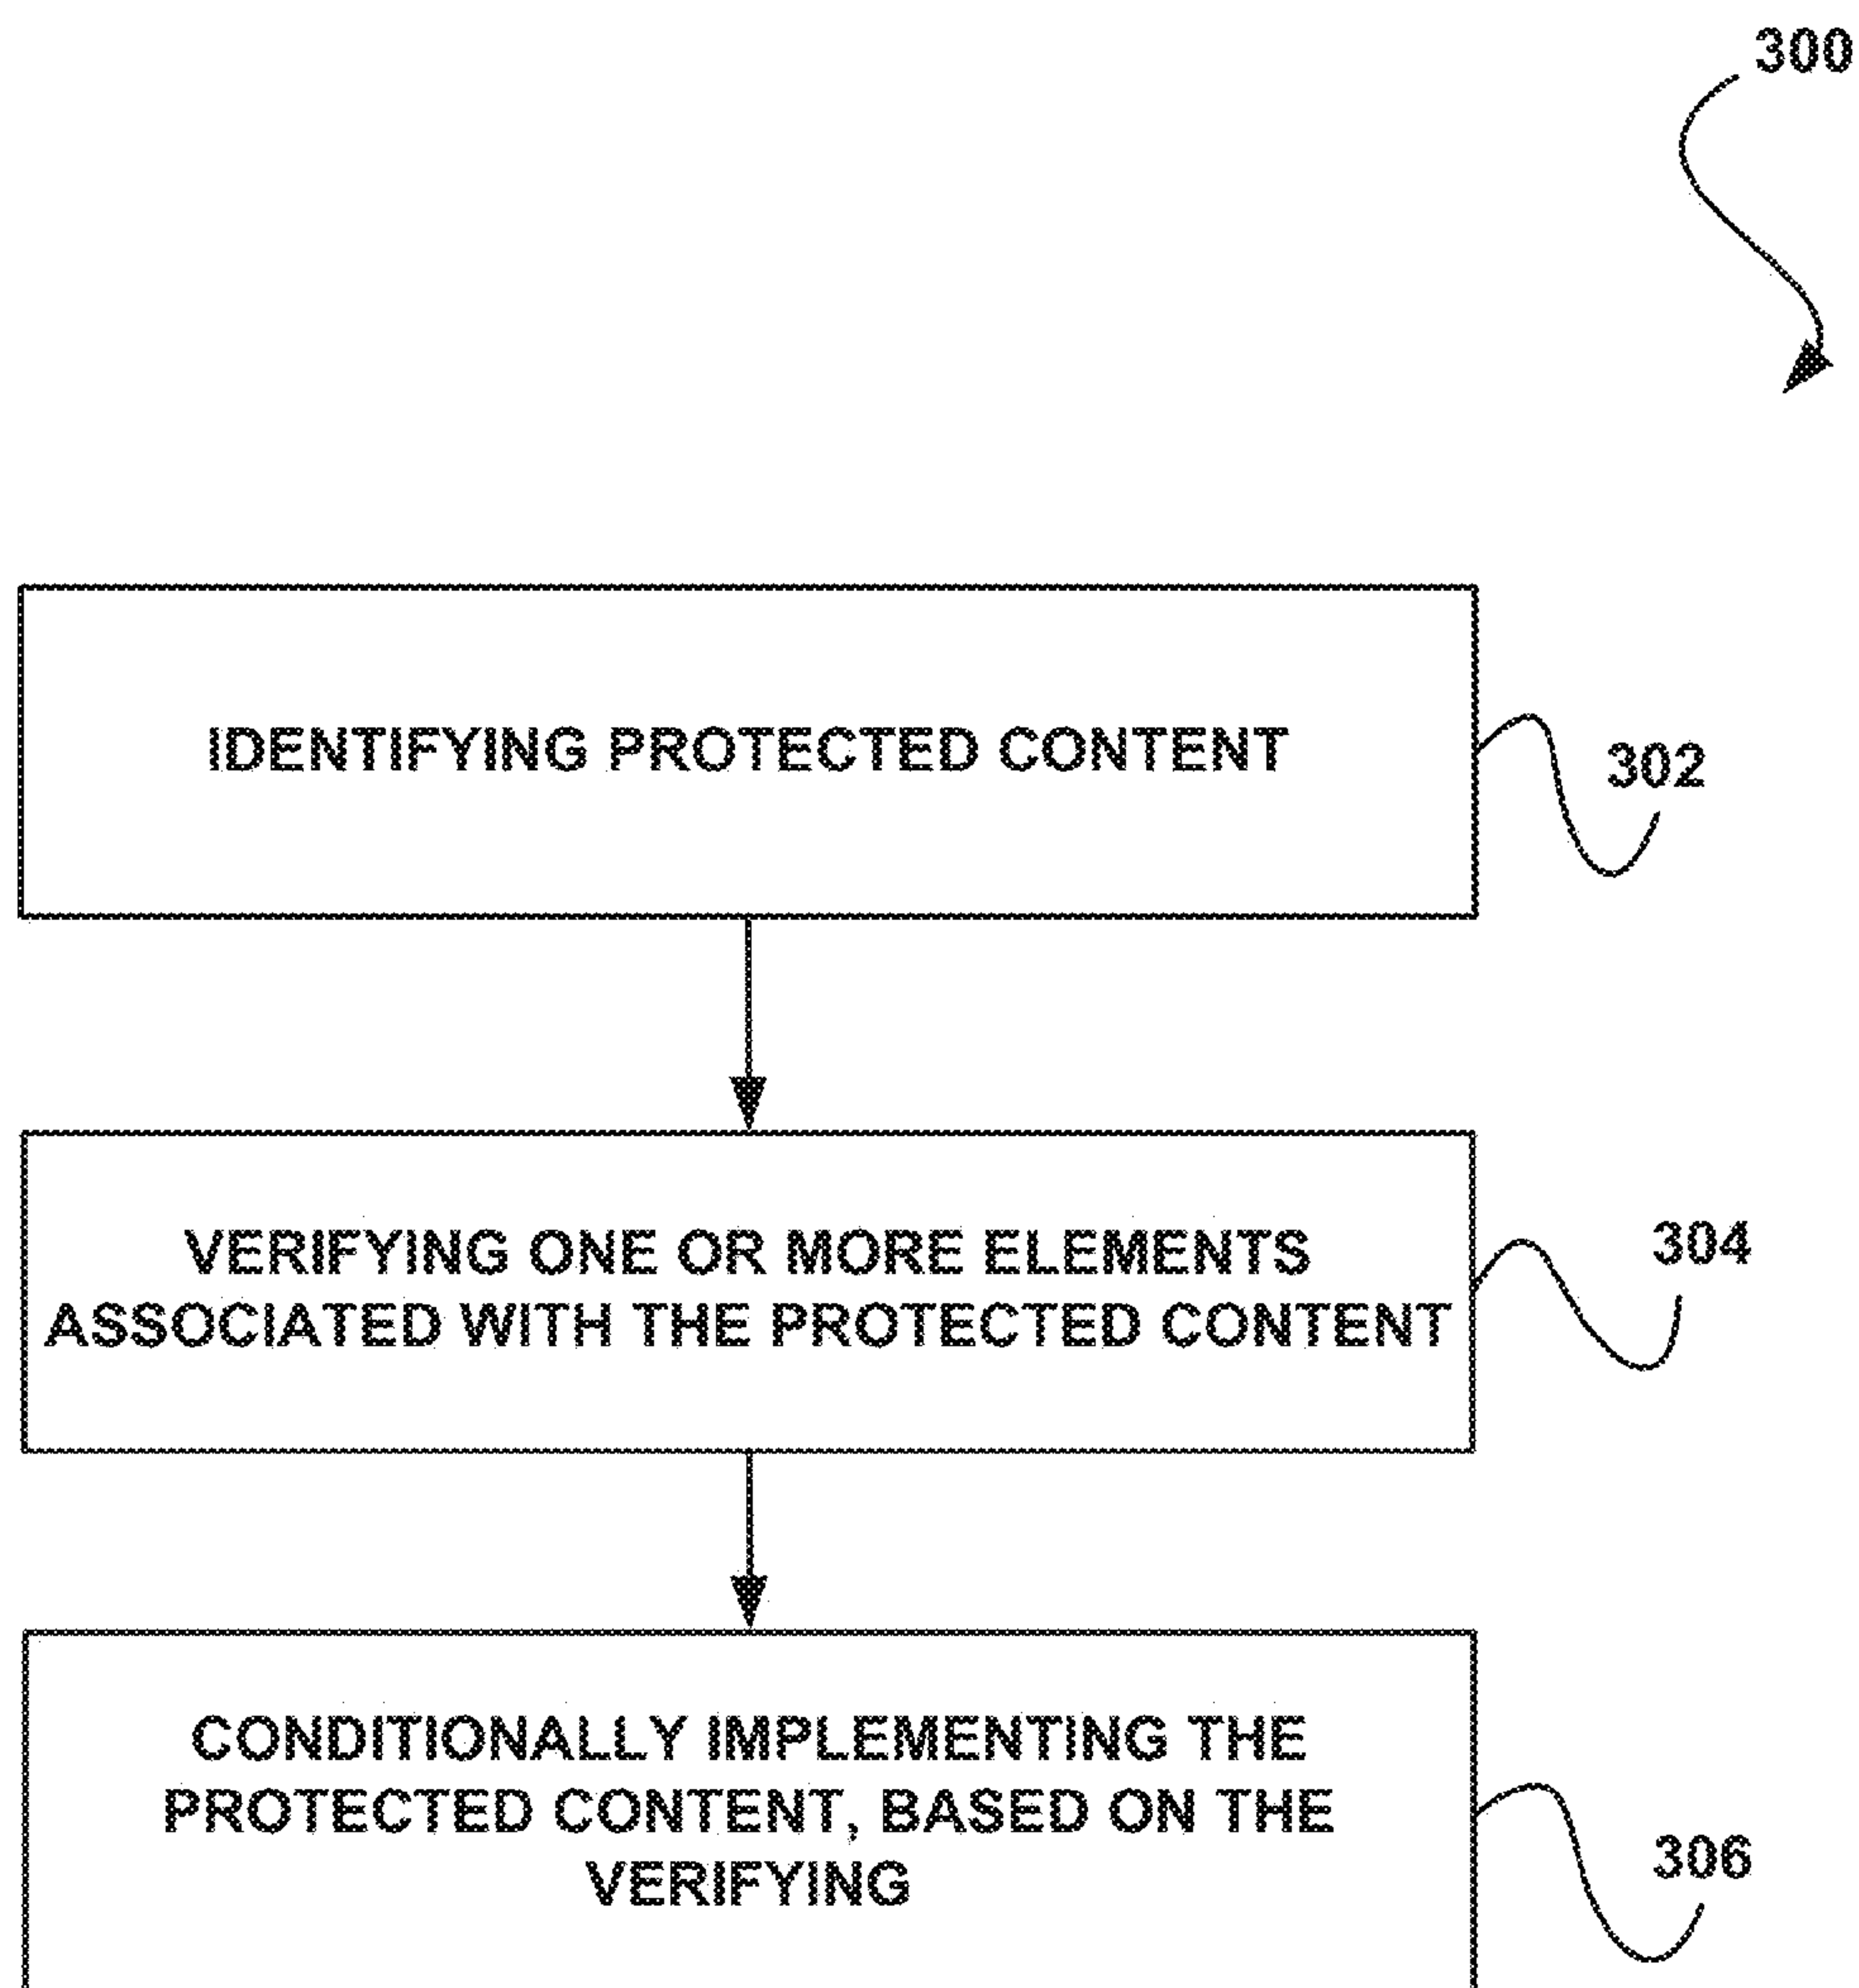 300
IDENTIFYING PROTECTED CONTENT
302
VERIFYING ONE OR MORE ELEMENTS
ASSOCIATED WITH THE PROTECTED CONTENT
304
CONDITIONALLY IMPLEMENTING THE
PROTECTED CONTENT, BASED ON THE
VERIFYING
306